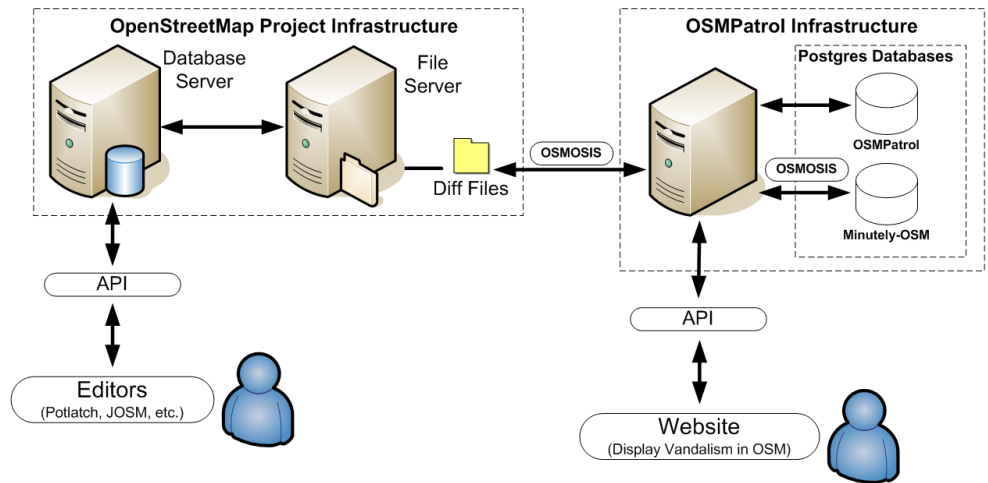 OpenStreetMap Project Infrastructure
Database
Server
File
Server
Diff Files
OSMOSIS
API
Editors
(Potlatch, JOSM, etc.)
OSMPatrol Infrastructure
Postgres Databases
OSMPatrol
OSMOSIS
Minutely-OSM
API
Website
(Display Vandalism in OSM)